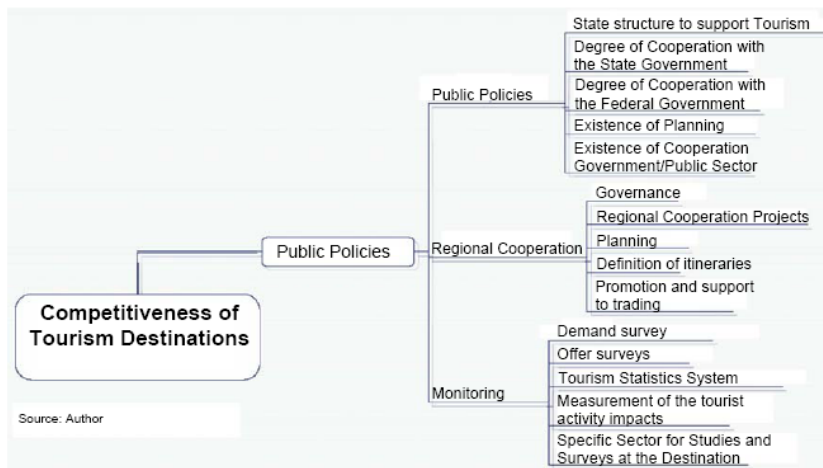 State structure to support Tourism
Degree of Cooperation with
the State Government
Degree of Cooperation with
the Federal Government
Public Policies
Existence of Planning
Existence of Cooperation
Government/Public Sector
Governance
Regional Cooperation Projects
Public Policies
Regional Cooperation
Planning
Definition of itineraries
Promotion and support
to trading
Competitiveness of
Tourism Destinations
Demand survey
Offer surveys
Tourism Statistics System
Monitoring
Measurement of the tourist
activity impacts
Specific Sector for Studies and
Surveys at the Destination
Source: Author